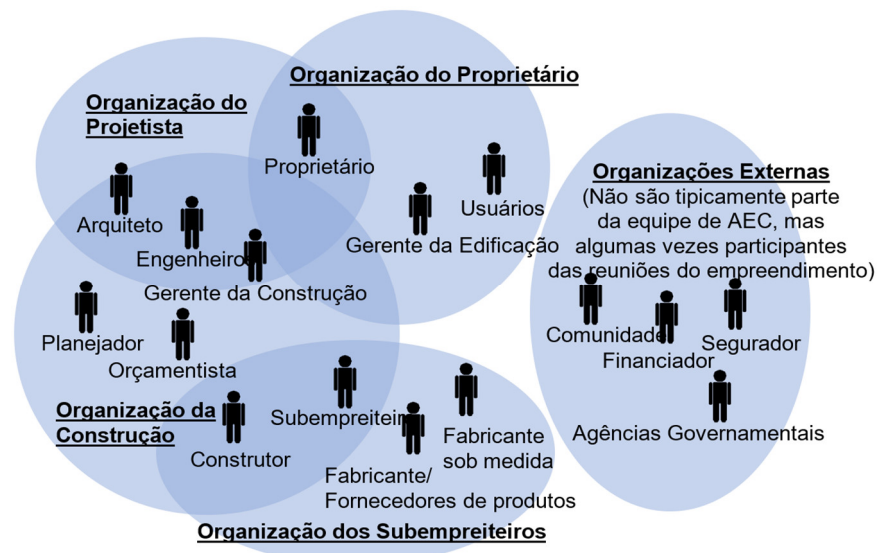 Organização do Proprietário
Organização do
Projetista
Proprietário
Organizações Externas
(Não são tipicamente parte
da equipe de AEC, mas
algumas vezes participantes
das reuniões do empreendimento)
Arquiteto
Usuários
Engenheiro
Gerente da Edificação
Gerente da Construção
Planejador
Orçamentista
Comunidade
Financiador
Segurador
Organização da
Construção
Subempreiteiro
Construtor
Fabricante
sob medida
Agências Governamentais
Fabricante/
Fornecedores de produtos
Organização dos Subempreiteiros